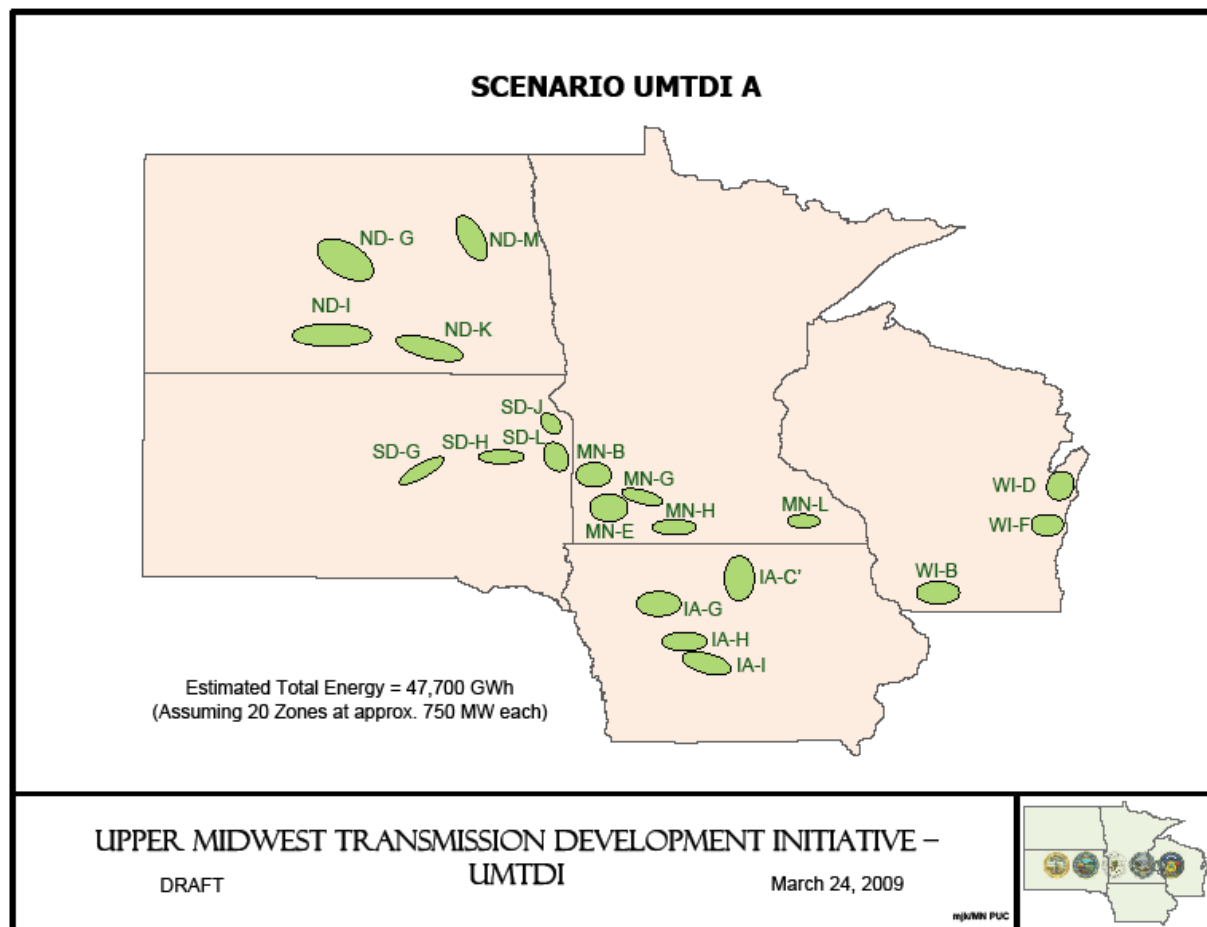 SCENARIO UMTDI A
ND- G
ND-M
ND-I
ND-K
SD-J
SD-L
SD-H
SD-G
MN-B
MN-G
MN-H
MN-E
MN-L
WI-D
WI-F
WI-B
IA-C'
IA-G
IA-H
IA-I
Estimated Total Energy = 47,700 GWh
(Assuming 20 Zones at approx. 750 MW each)
UPPER MIDWEST TRANSMISSION DEVELOPMENT INITIATIVE –
UMTDI
DRAFT
March 24, 2009
mjk/MN PUC